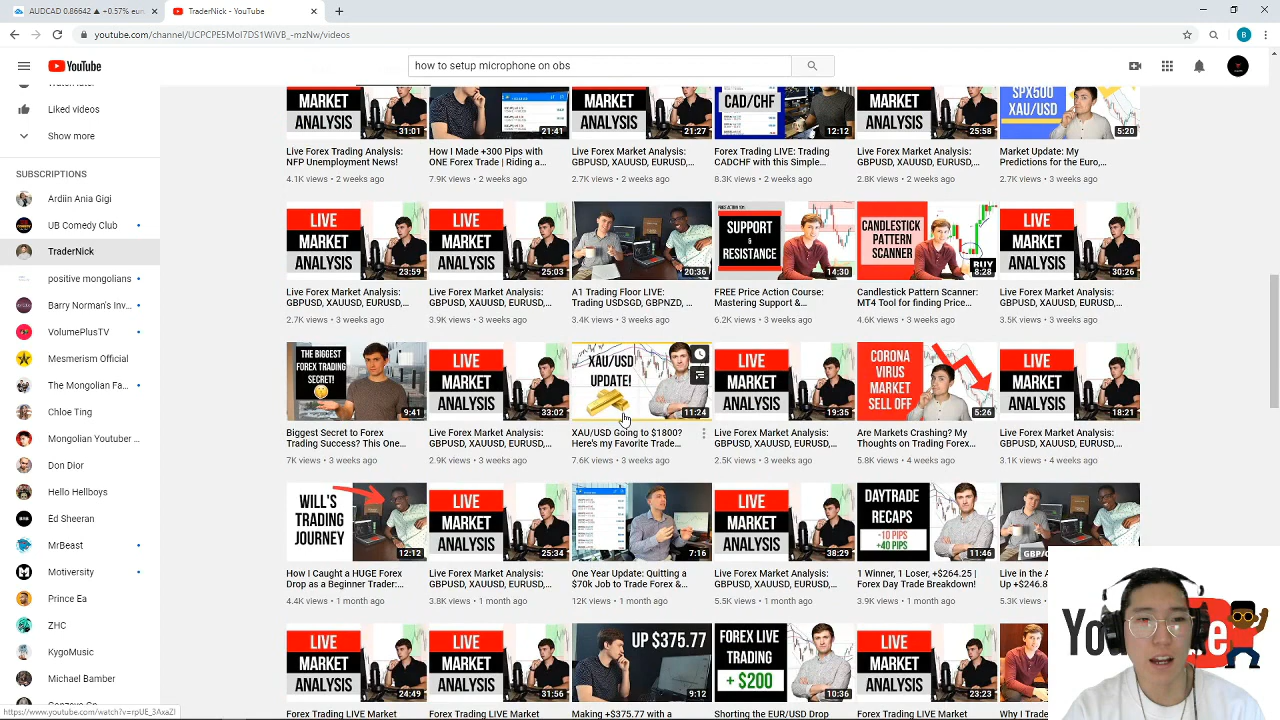 AUDCAD 0.86642 ▲ +0.57% eur
TraderNick - YouTube
youtube.com/channel/UCPCPE5MoI7DS1WiVB_-mzNw/videos
B
YouTube
how to setup microphone on obs
Liked videos
Show more
SUBSCRIPTIONS
Ardiin Ania Gigi
UB Comedy Club
TraderNick
positive mongolians
Barry Norman's Inv...
VolumePlusTV
Mesmerism Official
The Mongolian Fa...
Chloe Ting
Mongolian Youtuber ...
Don Dior
Hello Hellboys
Ed Sheeran
MrBeast
Motiversity
Prince Ea
ZHC
KygoMusic
Michael Bamber
https://www.youtube.com/watch?v=rpUE_3AxaZI
MARKET
ANALYSIS
31:01
21:41
MARKET
ANALYSIS
21:27
CAD/CHF
12:12
MARKET
ANALYSIS
25:58
SPX500
XAU/USD
5:20
Live Forex Trading Analysis:
NFP Unemployment News!
4.1K views • 2 weeks ago
How I Made +300 Pips with
ONE Forex Trade | Riding a...
7.9K views • 2 weeks ago
Live Forex Market Analysis:
GBPUSD, XAUUSD, EURUSD,...
2.7K views • 2 weeks ago
Forex Trading LIVE: Trading
CADCHF with this Simple...
8.3K views • 2 weeks ago
Live Forex Market Analysis:
GBPUSD, XAUUSD, EURUSD,...
2.8K views • 2 weeks ago
Market Update: My
Predictions for the Euro,...
2.7K views • 3 weeks ago
LIVE
MARKET
ANALYSIS
23:59
LIVE
MARKET
ANALYSIS
25:03
20:36
SUPPORT
&
RESISTANCE
14:30
CANDLESTICK
PATTERN
SCANNER
BUY
8:28
LIVE
MARKET
ANALYSIS
30:26
Live Forex Market Analysis:
GBPUSD, XAUUSD, EURUSD,...
2.7K views • 3 weeks ago
Live Forex Market Analysis:
GBPUSD, XAUUSD, EURUSD,...
3.9K views • 3 weeks ago
A1 Trading Floor LIVE:
Trading USDSGD, GBPNZD, ...
3.4K views • 3 weeks ago
FREE Price Action Course:
Mastering Support &...
6.2K views • 3 weeks ago
Candlestick Pattern Scanner:
MT4 Tool for finding Price...
4.6K views • 3 weeks ago
Live Forex Market Analysis:
GBPUSD, XAUUSD, EURUSD,...
3.5K views • 3 weeks ago
THE BIGGEST
FOREX TRADING
SECRET!
9:41
LIVE
MARKET
ANALYSIS
33:02
XAU/USD
UPDATE!
11:24
LIVE
MARKET
ANALYSIS
19:35
CORONA
VIRUS
MARKET
SELL OFF
5:26
LIVE
MARKET
ANALYSIS
18:21
Biggest Secret to Forex
Trading Success? This One...
7K views • 3 weeks ago
Live Forex Market Analysis:
GBPUSD, XAUUSD, EURUSD,...
2.9K views • 3 weeks ago
XAU/USD Going to $1800?
Here's my Favorite Trade...
7.6K views • 3 weeks ago
Live Forex Market Analysis:
GBPUSD, XAUUSD, EURUSD,...
2.5K views • 3 weeks ago
Are Markets Crashing? My
Thoughts on Trading Forex...
5.8K views • 4 weeks ago
Live Forex Market Analysis:
GBPUSD, XAUUSD, EURUSD,...
3.1K views • 4 weeks ago
WILL'S
TRADING
JOURNEY
12:12
LIVE
MARKET
ANALYSIS
25:34
7:16
LIVE
MARKET
ANALYSIS
38:29
DAYTRADE
RECAPS
-10 PIPS
+40 PIPS
11:46
How I Caught a HUGE Forex
Drop as a Beginner Trader:...
4.4K views • 1 month ago
Live Forex Market Analysis:
GBPUSD, XAUUSD, EURUSD,...
3.8K views • 1 month ago
One Year Update: Quitting a
$70k Job to Trade Forex &...
12K views • 1 month ago
Live Forex Market Analysis:
GBPUSD, XAUUSD, EURUSD,...
5.5K views • 1 month ago
1 Winner, 1 Loser, +$264.25 |
Forex Day Trade Breakdown!
3.9K views • 1 month ago
Live in the A
Up +$246.8
5.3K views
LIVE
MARKET
ANALYSIS
24:49
LIVE
MARKET
ANALYSIS
31:56
UP $375.77
9:12
FOREX LIVE
TRADING
+ $200
10:36
LIVE
MARKET
ANALYSIS
23:23
Forex Trading LIVE Market
Forex Trading LIVE Market
Making +$375.77 with a
Shorting the EUR/USD Drop
Forex Trading LIVE Market
Why I Trade